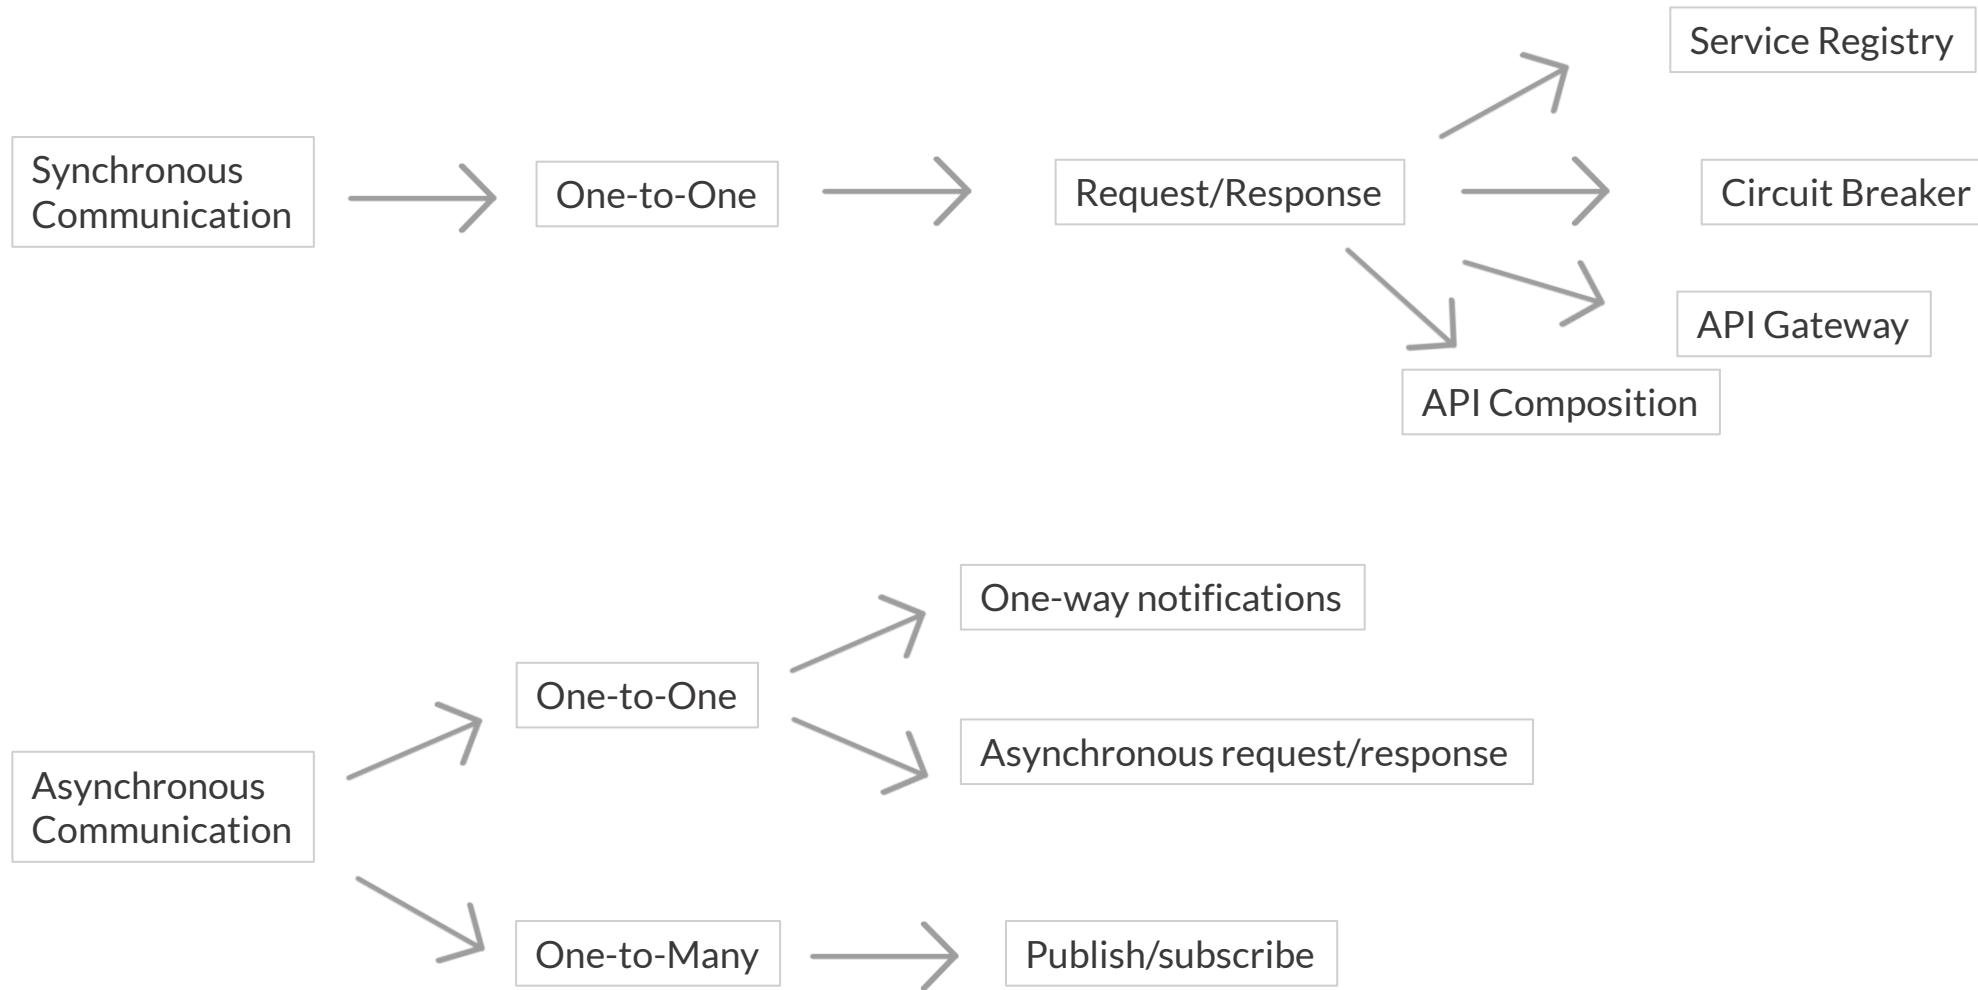 Service Registry
Synchronous
Communication
One-to-One
Request/Response
Circuit Breaker
API Gateway
API Composition
One-way notifications
One-to-One
Asynchronous request/response
Asynchronous
Communication
One-to-Many
Publish/subscribe